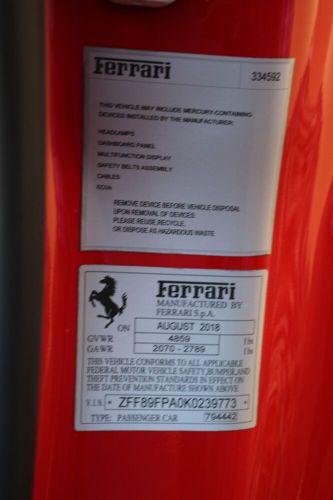 Ferrari
334592
THIS VEHICLE MAY INCLUDE MERCURY-CONTAINING
DEVICES INSTALLED BY THE MANUFACTURER:
HEADLAMPS
DASHBOARD PANEL
MULTIFUNCTION DISPLAY
SAFETY BELTS ASSEMBLY
CABLES
ECUs
REMOVE DEVICE BEFORE VEHICLE DISPOSAL
UPON REMOVAL OF DEVICES
PLEASE REUSE,RECYCLE,
OR DISPOSE AS HAZARDOUS WASTE
Ferrari
MANUFACTURED BY
FERRARI S.p.A.
ON AUGUST 2018
GVWR 4859 lbs
GAWR 2070 - 2789 lbs
THIS VEHICLE CONFORMS TO ALL APPLICABLE
FEDERAL MOTOR VEHICLE SAFETY,BUMPER,AND
THEFT PREVENTION STANDARDS IN EFFECT ON
THE DATE OF MANUFACTURE SHOWN ABOVE
V.I.N. ZFF89FPA0K0239773
TYPE: PASSENGER CAR 794442